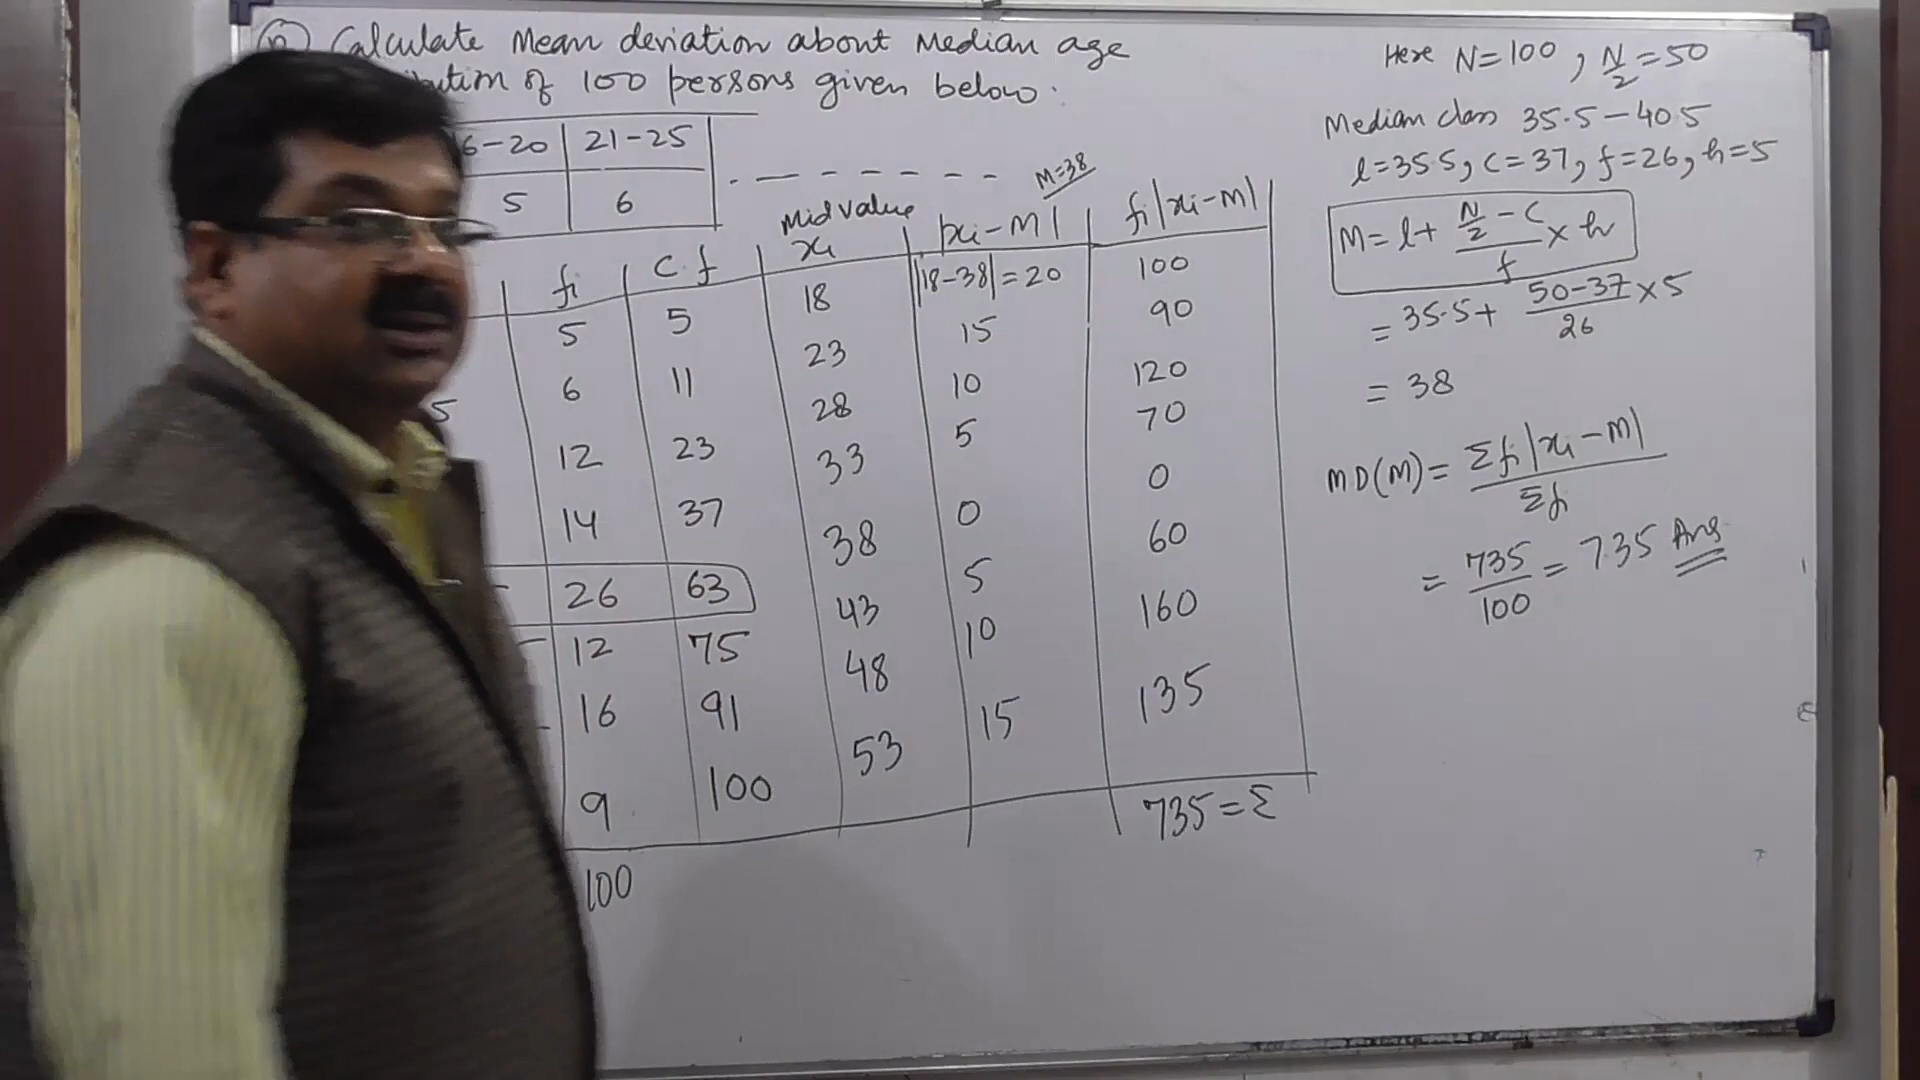 Calculate Mean deviation about Median age
bution of 100 persons given below.
6-20 21-25
5 6
M=38
fi c.f Mid value xi |xi-M| fi|xi-M|
5 5 18 |18-38|=20 100
6 11 23 15 90
5 12 23 28 10 120
14 37 33 5 70
26 63 38 0 0
12 75 43 5 60
16 91 48 10 160
9 100 53 15 135
100 735=Σ
Here N=100, N/2=50
Median class 35.5-40.5
l=35.5, C=37, f=26, h=5
M=l+ (N/2 - C)/f × h
= 35.5+ (50-37)/26 ×5
= 38
MD(M)= Σfi|xi-M| / Σfi
= 735/100 = 7.35 Ans